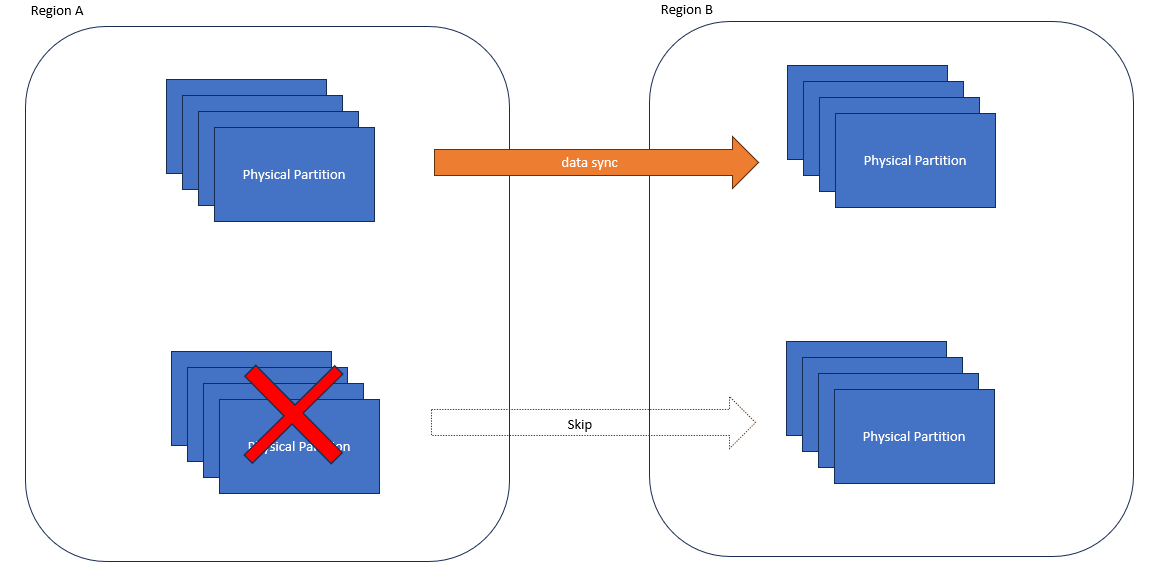 Region A
Region B
Physical Partition
data sync
Physical Partition
Physical Partition
Skip
Physical Partition